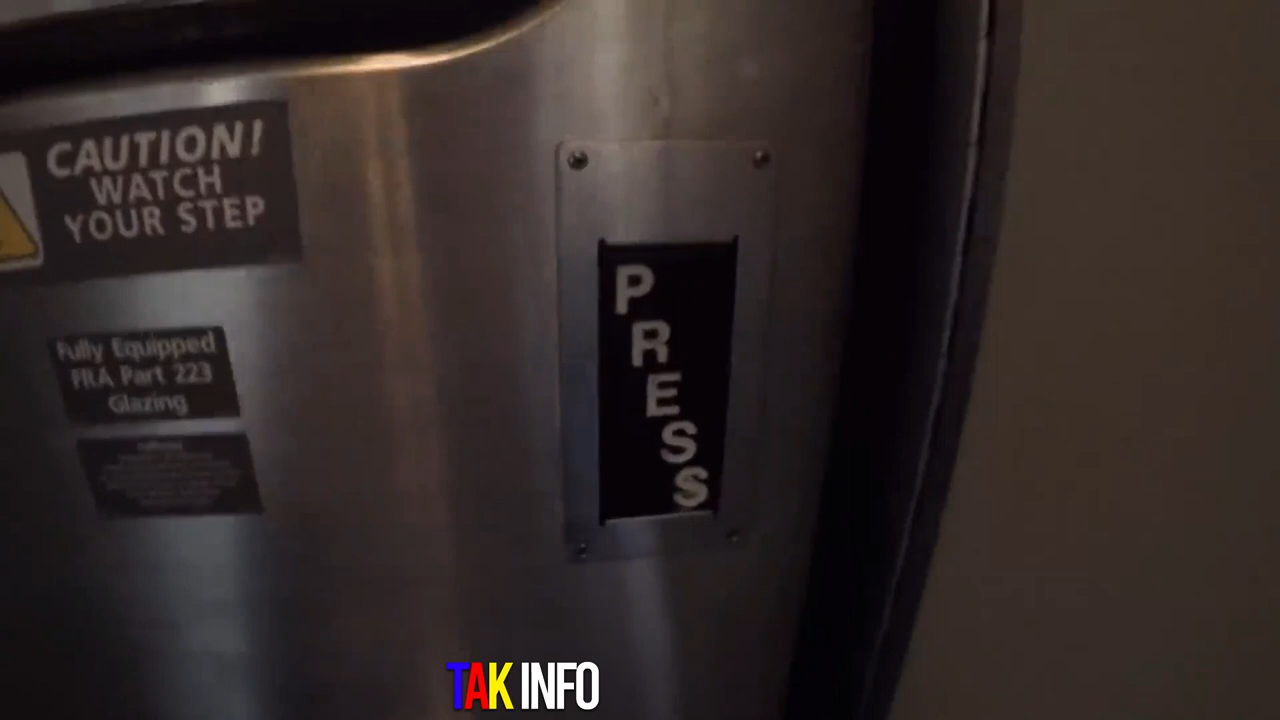 CAUTION!
WATCH
YOUR STEP
Fully Equipped
FRA Part 223
Glazing
PRESS
TAK INFO